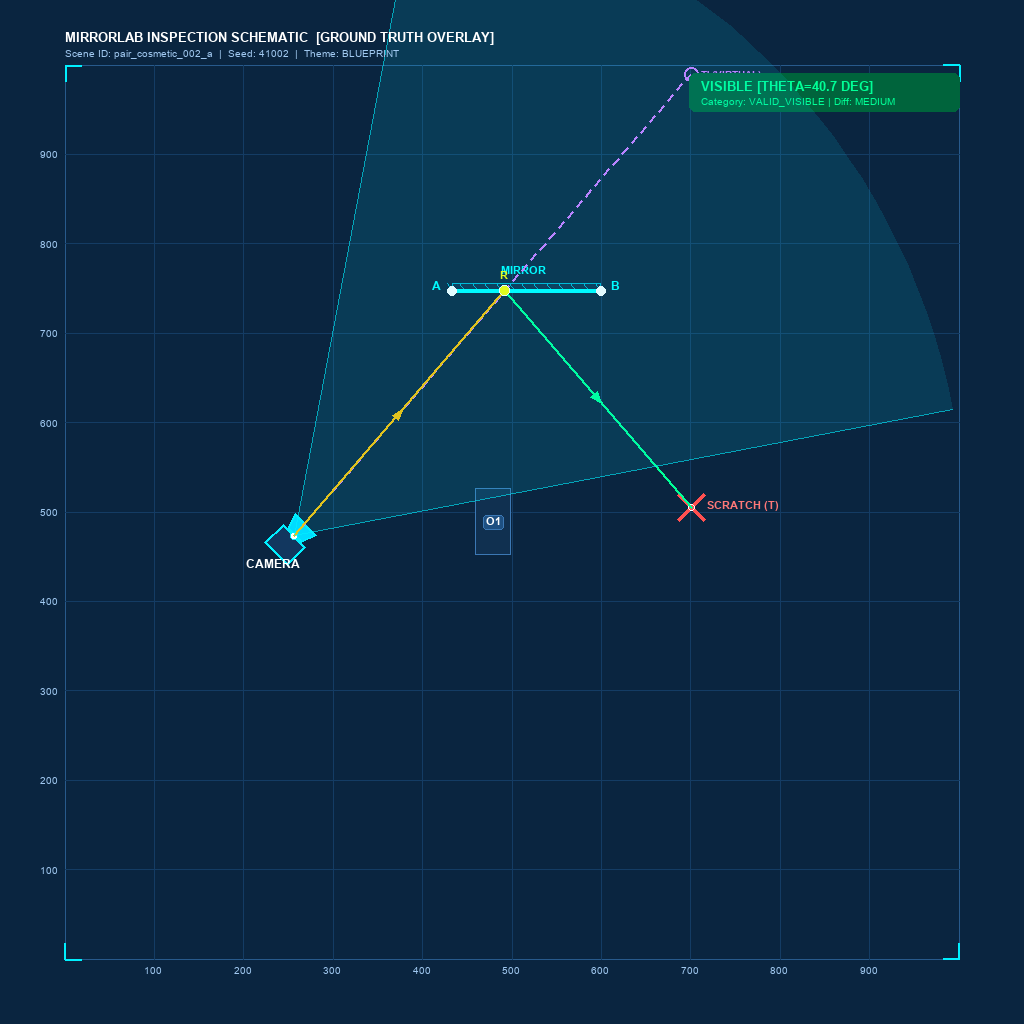 MIRRORLAB INSPECTION SCHEMATIC [GROUND TRUTH OVERLAY]
Scene ID: pair_cosmetic_002_a | Seed: 41002 | Theme: BLUEPRINT
VISIBLE [THETA=40.7 DEG]
Category: VALID_VISIBLE | Diff: MEDIUM
900
800
MIRROR
R
A
B
700
600
500
SCRATCH (T)
O1
CAMERA
400
300
200
100
100
200
300
400
500
600
700
800
900